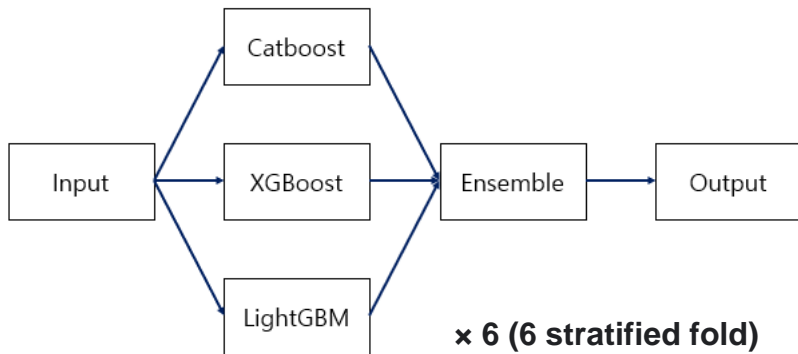 Catboost
Input
XGBoost
Ensemble
Output
LightGBM
× 6 (6 stratified fold)